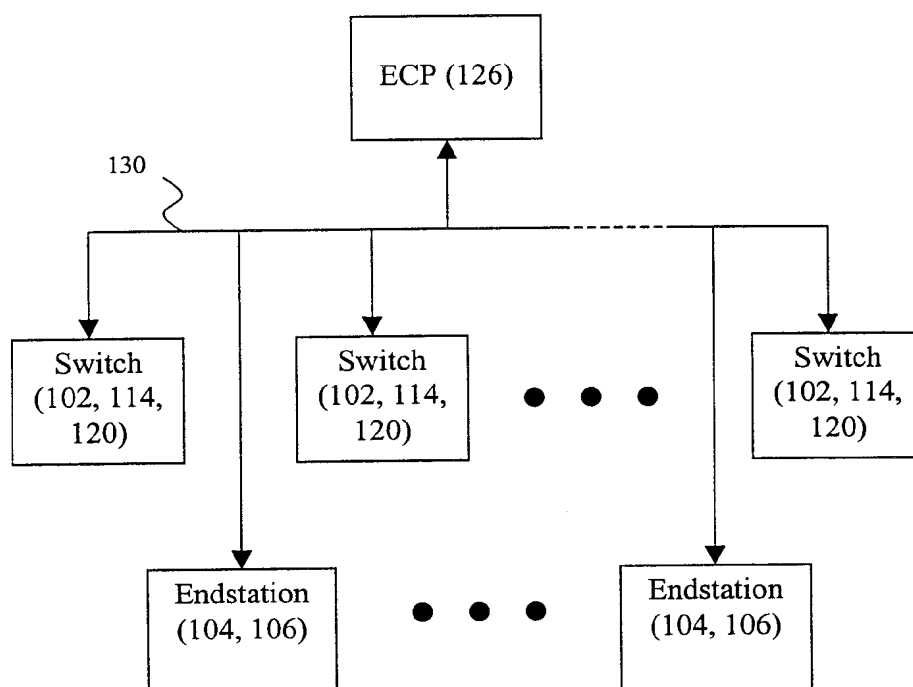 ECP (126)
130
Switch
(102, 114,
120)
Switch
(102, 114,
120)
Switch
(102, 114,
120)
Endstation
(104, 106)
Endstation
(104, 106)